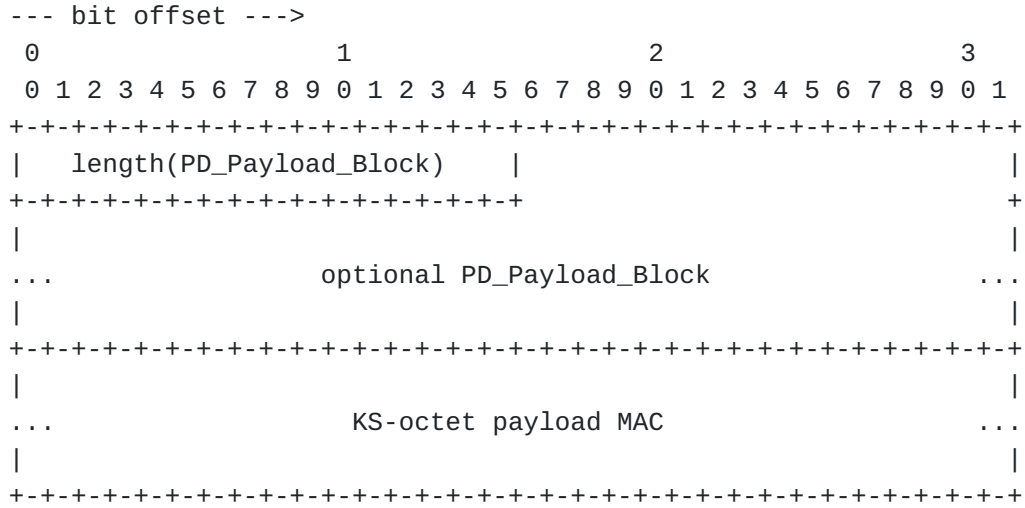 --- bit offset --->
 0                   1                   2                   3
 0 1 2 3 4 5 6 7 8 9 0 1 2 3 4 5 6 7 8 9 0 1 2 3 4 5 6 7 8 9 0 1
+-+-+-+-+-+-+-+-+-+-+-+-+-+-+-+-+-+-+-+-+-+-+-+-+-+-+-+-+-+-+-+-+
|   length(PD_Payload_Block)    |                               |
+-+-+-+-+-+-+-+-+-+-+-+-+-+-+-+-+                               +
|                                                               |
...                 optional PD_Payload_Block                 ...
|                                                               |
+-+-+-+-+-+-+-+-+-+-+-+-+-+-+-+-+-+-+-+-+-+-+-+-+-+-+-+-+-+-+-+-+
|                                                               |
...                   KS-octet payload MAC                    ...
|                                                               |
+-+-+-+-+-+-+-+-+-+-+-+-+-+-+-+-+-+-+-+-+-+-+-+-+-+-+-+-+-+-+-+-+